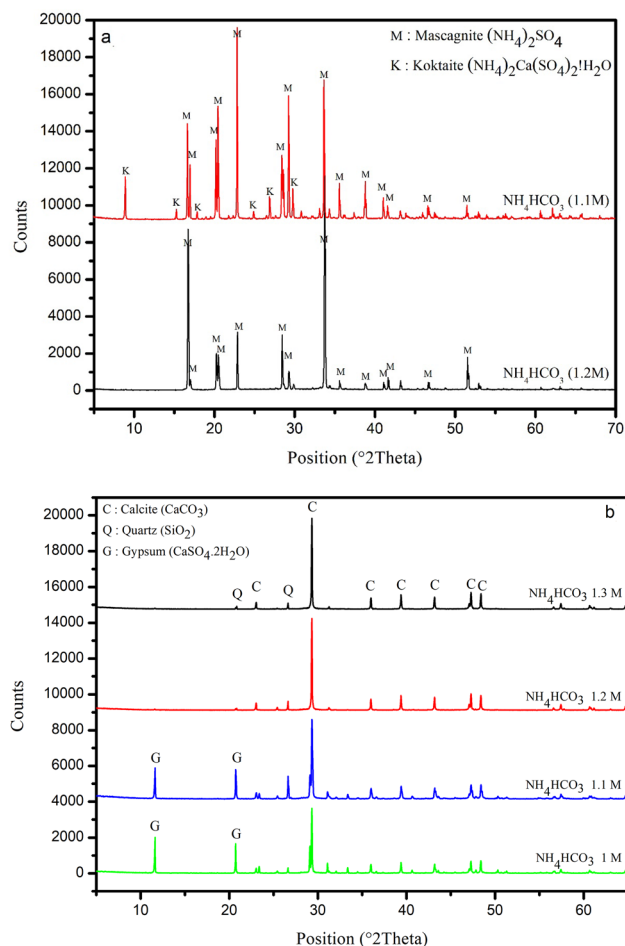 a
M : Mascagnite (NH4)2SO4
K : Koktaite (NH4)2Ca(SO4)2!H2O
20000
18000
16000
14000
12000
10000
8000
6000
4000
2000
0
Counts
K
K
M
M
K
M
M
M
K
K
M
M
K
M
M
M
M
M
M
M
NH4HCO3 (1.1M)
M
M
M
M
M
M
M
M
M
M
M
M
M
M
NH4HCO3 (1.2M)
10
20
30
40
50
60
70
Position (°2Theta)
b
C : Calcite (CaCO3)
Q : Quartz (SiO2)
G : Gypsum (CaSO4.2H2O)
20000
18000
16000
14000
12000
10000
8000
6000
4000
2000
0
Counts
Q
C
Q
C
C
C
C
C
C
NH4HCO3 1.3 M
NH4HCO3 1.2 M
G
G
NH4HCO3 1.1 M
G
G
NH4HCO3 1 M
10
20
30
40
50
60
Position (°2Theta)